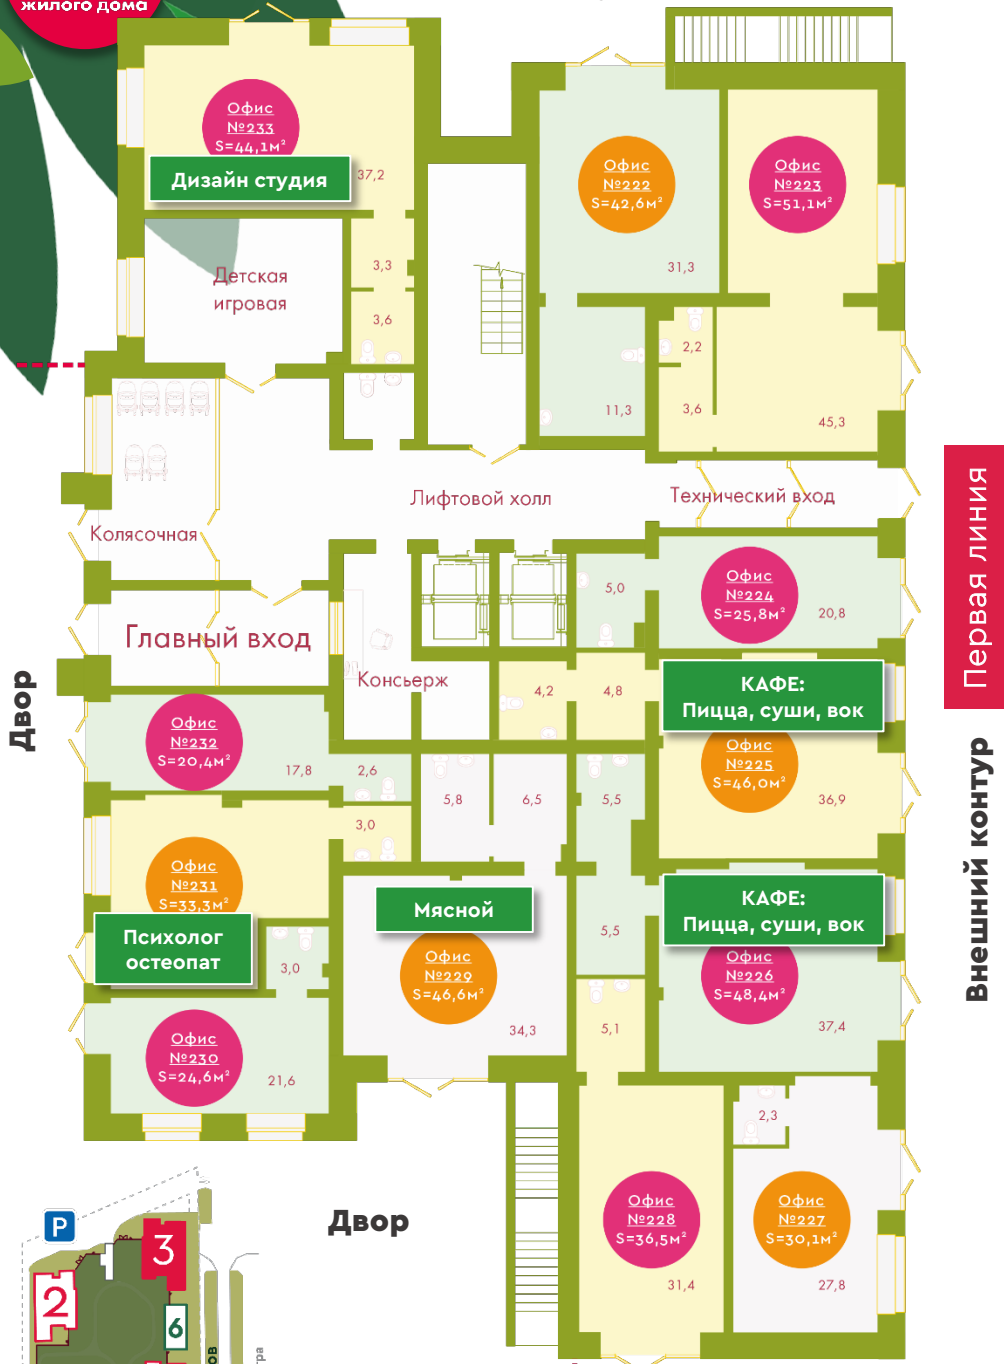 жилого дома
Офис
№233
S=44,1м²
Дизайн студия
37,2
Детская
игровая
3,3
3,6
Офис
№222
S=42,6м²
31,3
11,3
Офис
№223
S=51,1м²
2,2
3,6
45,3
Лифтовой холл
Технический вход
Колясочная
Первая линия
5,0
Офис
№224
S=25,8м²
20,8
Главный вход
Консьерж
4,2
4,8
КАФЕ:
Пицца, суши, вок
Офис
№225
S=46,0м²
36,9
Двор
Внешний контур
Офис
№232
S=20,4м²
17,8
2,6
5,8
6,5
5,5
3,0
Офис
№231
S=33,3м²
Психолог
остеопат
3,0
Мясной
Офис
№229
S=46,6м²
34,3
5,5
КАФЕ:
Пицца, суши, вок
Офис
№226
S=48,4м²
37,4
Офис
№230
S=24,6м²
21,6
5,1
2,3
Двор
Офис
№228
S=36,5м²
31,4
Офис
№227
S=30,1м²
27,8
P
3
2
6